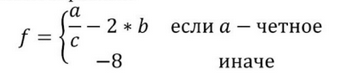 f = { a/c − 2 ∗ b если a − четное
−8 иначе